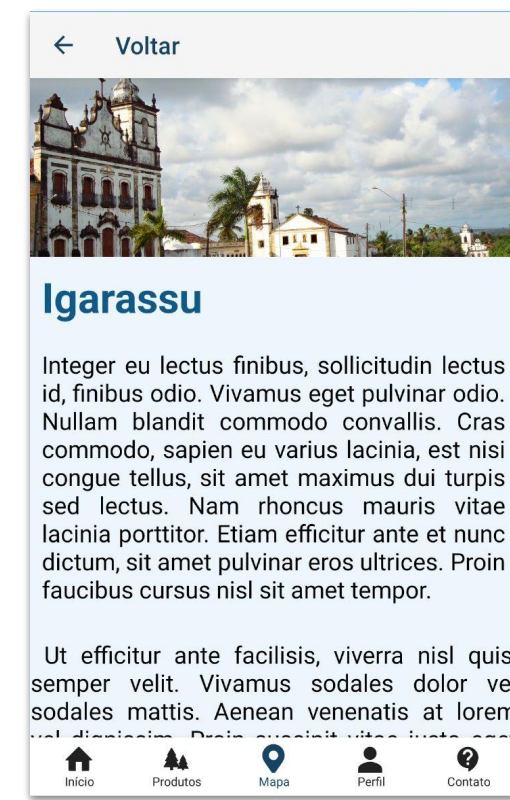 Voltar
Igarassu
Integer eu lectus finibus, sollicitudin lectus
id, finibus odio. Vivamus eget pulvinar odio.
Nullam blandit commodo convallis. Cras
commodo, sapien eu varius lacinia, est nisi
congue tellus, sit amet maximus dui turpis
sed lectus. Nam rhoncus mauris vitae
lacinia porttitor. Etiam efficitur ante et nunc
dictum, sit amet pulvinar eros ultrices. Proin
faucibus cursus nisl sit amet tempor.
Ut efficitur ante facilisis, viverra nisl quis
semper velit. Vivamus sodales dolor ve
sodales mattis. Aenean venenatis at lorem
Início Produtos Mapa Perfil Contato